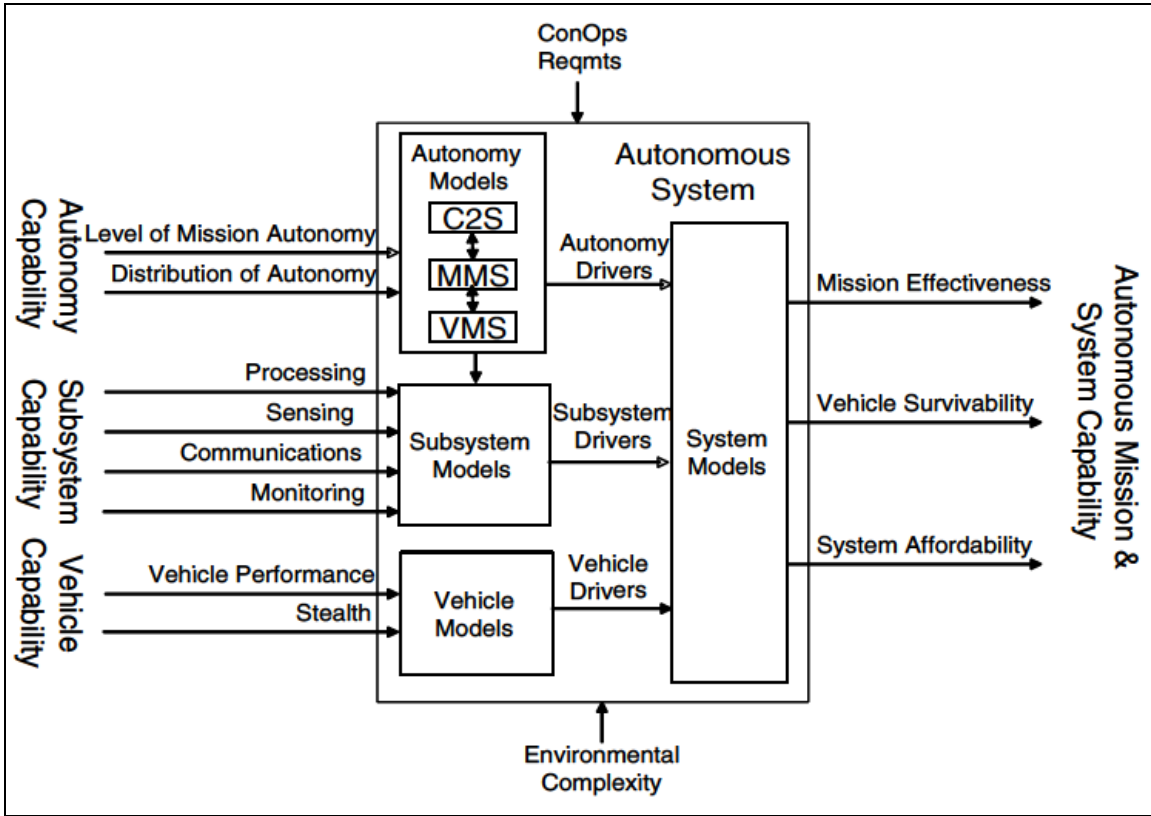 ConOps
Reqmts
Autonomous
System
Autonomy
Models
C2S
MMS
VMS
Autonomy
Capability
Level of Mission Autonomy
Distribution of Autonomy
Autonomy
Drivers
Subsystem
Capability
Processing
Sensing
Communications
Monitoring
Subsystem
Models
Subsystem
Drivers
Vehicle
Capability
Vehicle Performance
Stealth
Vehicle
Models
Vehicle
Drivers
System
Models
Mission Effectiveness
Vehicle Survivability
System Affordability
Autonomous Mission &
System Capability
Environmental
Complexity